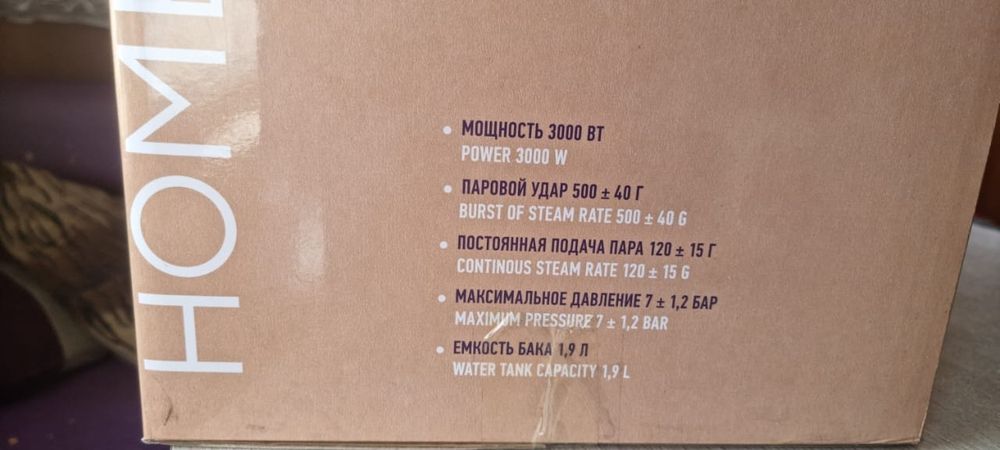 HOME
• МОЩНОСТЬ 3000 ВТ
POWER 3000 W
• ПАРОВОЙ УДАР 500 ± 40 Г
BURST OF STEAM RATE 500 ± 40 G
• ПОСТОЯННАЯ ПОДАЧА ПАРА 120 ± 15 Г
CONTINOUS STEAM RATE 120 ± 15 G
• МАКСИМАЛЬНОЕ ДАВЛЕНИЕ 7 ± 1,2 БАР
MAXIMUM PRESSURE 7 ± 1,2 BAR
• ЕМКОСТЬ БАКА 1,9 Л
WATER TANK CAPACITY 1,9 L